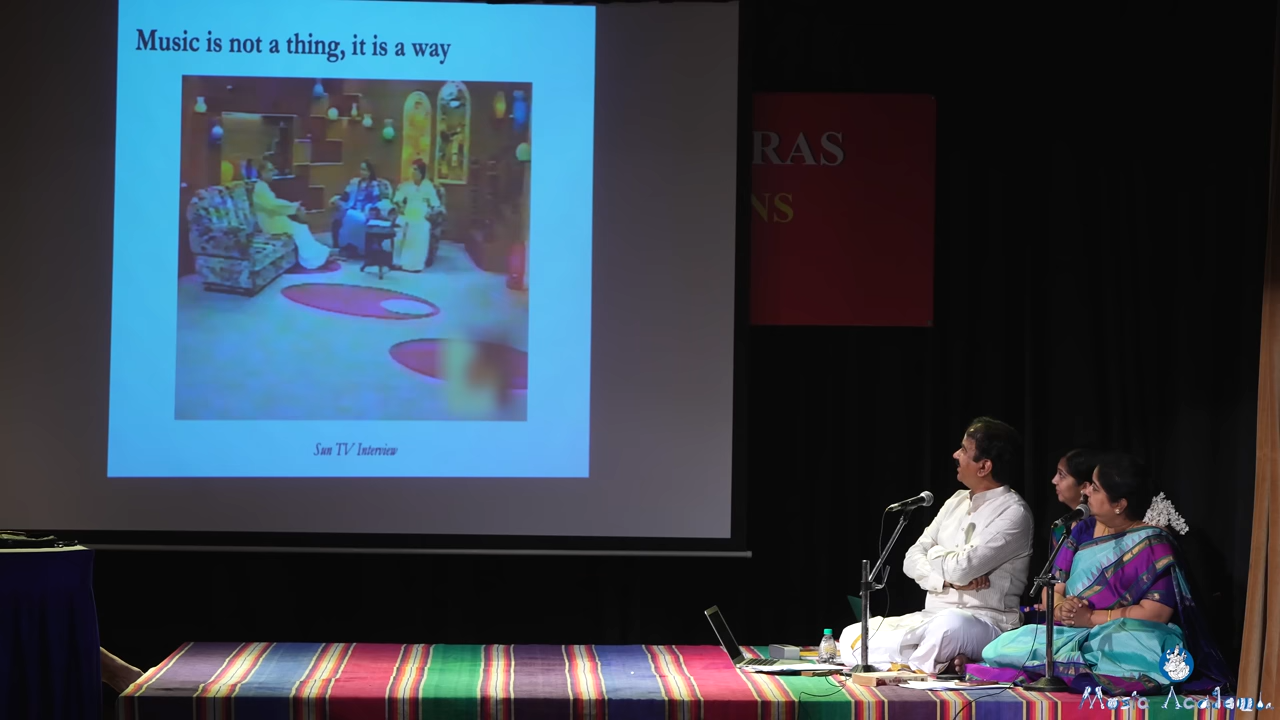 Music is not a thing, it is a way
Sun TV Interview
RAS
NS
Music Academy